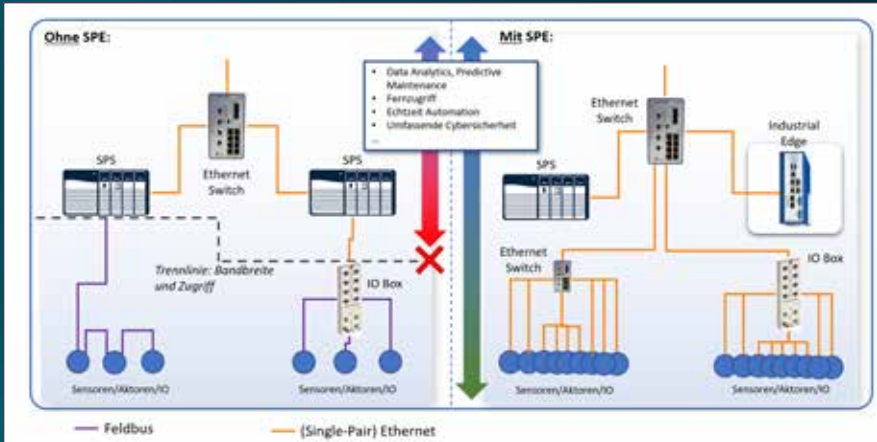 Ohne SPE:
Ethernet
Switch
SPS
SPS
Trennlinie: Bandbreite
und Zugriff
IO Box
Sensoren/Aktoren/IO
Sensoren/Aktoren/IO
• Data Analytics, Predictive
Maintenance
• Fernzugriff
• Echtzeit Automation
• Umfassende Cybersicherheit
...
Mit SPE:
Ethernet
Switch
Industrial
Edge
SPS
Ethernet
Switch
IO Box
Sensoren/Aktoren/IO
Sensoren/Aktoren/IO
Feldbus
(Single-Pair) Ethernet